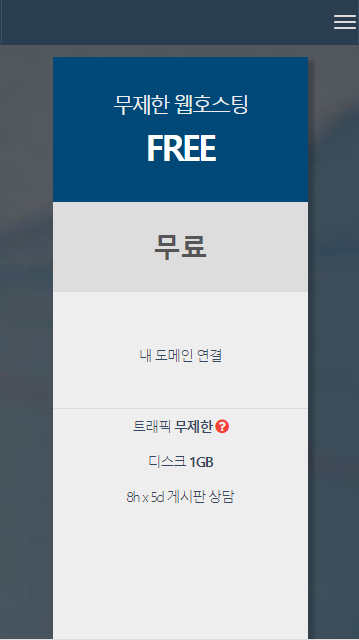 무제한 웹호스팅
FREE
무료
내 도메인 연결
트래픽 무제한 ?
디스크 1GB
8h x 5d 게시판 상담